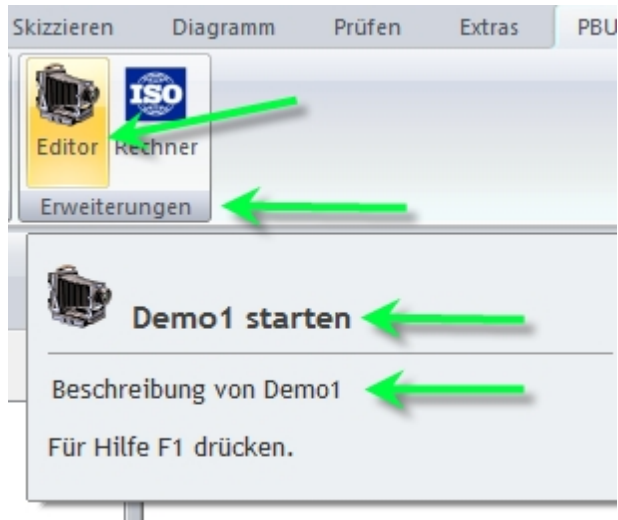 Skizzieren Diagramm Prüfen Extras PBU
ISO
Editor Rechner
Erweiterungen
Demo1 starten
Beschreibung von Demo1
Für Hilfe F1 drücken.